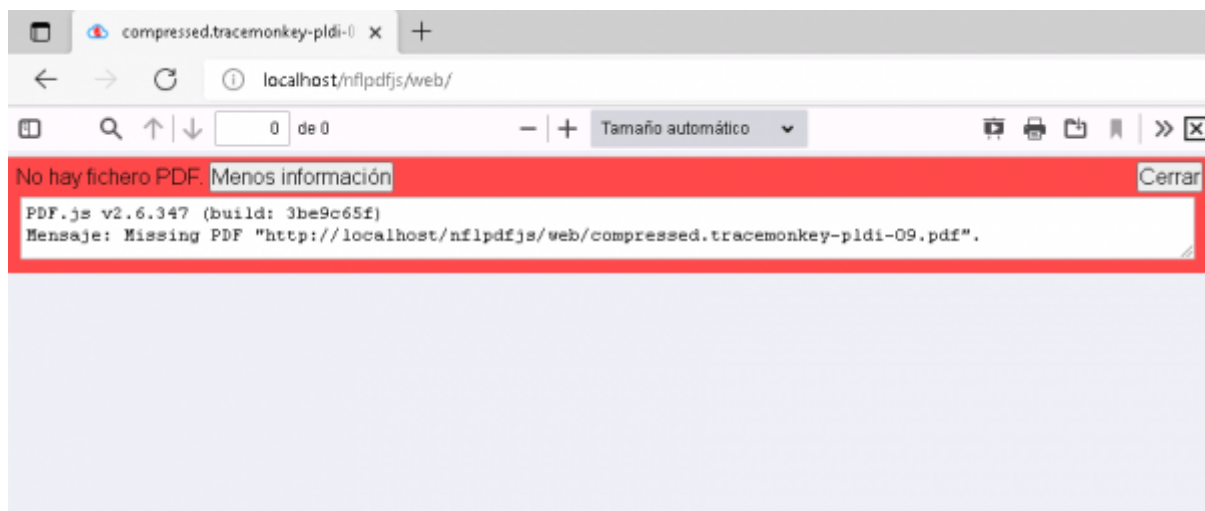 compressed.tracemonkey-pldi-0
localhost/nflpdfjs/web/
0 de 0 Tamaño automático
No hay fichero PDF. Menos información Cerrar
PDF.js v2.6.347 (build: 3be9c65f)
Mensaje: Missing PDF "http://localhost/nflpdfjs/web/compressed.tracemonkey-pldi-09.pdf".